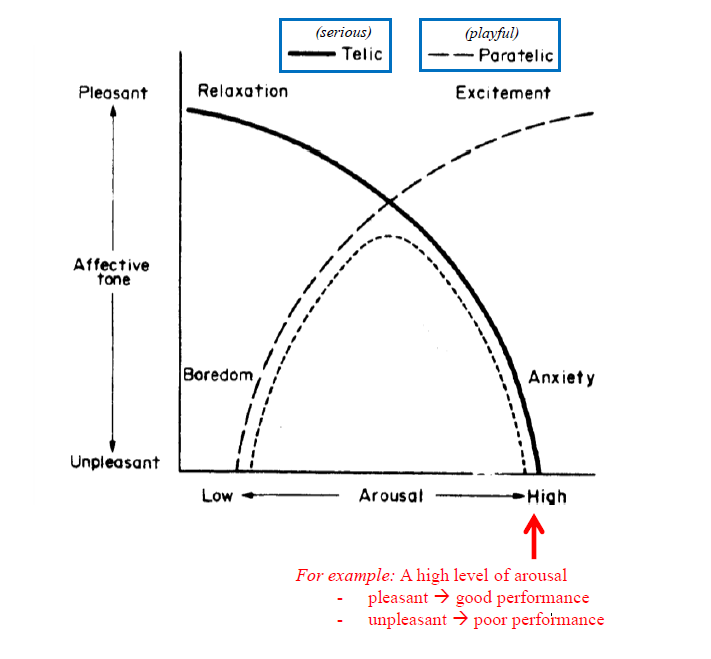 (serious)
Telic
(playful)
Paratelic
Pleasant
Relaxation
Excitement
Affective
tone
Boredom
Anxiety
Unpleasant
Low
Arousal
High
For example: A high level of arousal
- pleasant → good performance
- unpleasant → poor performance